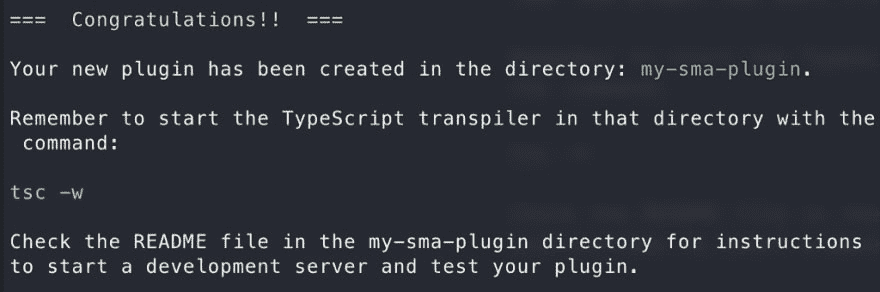 === Congratulations!! ===
Your new plugin has been created in the directory: my-sma-plugin.
Remember to start the TypeScript transpiler in that directory with the
command:
tsc -w
Check the README file in the my-sma-plugin directory for instructions
to start a development server and test your plugin.